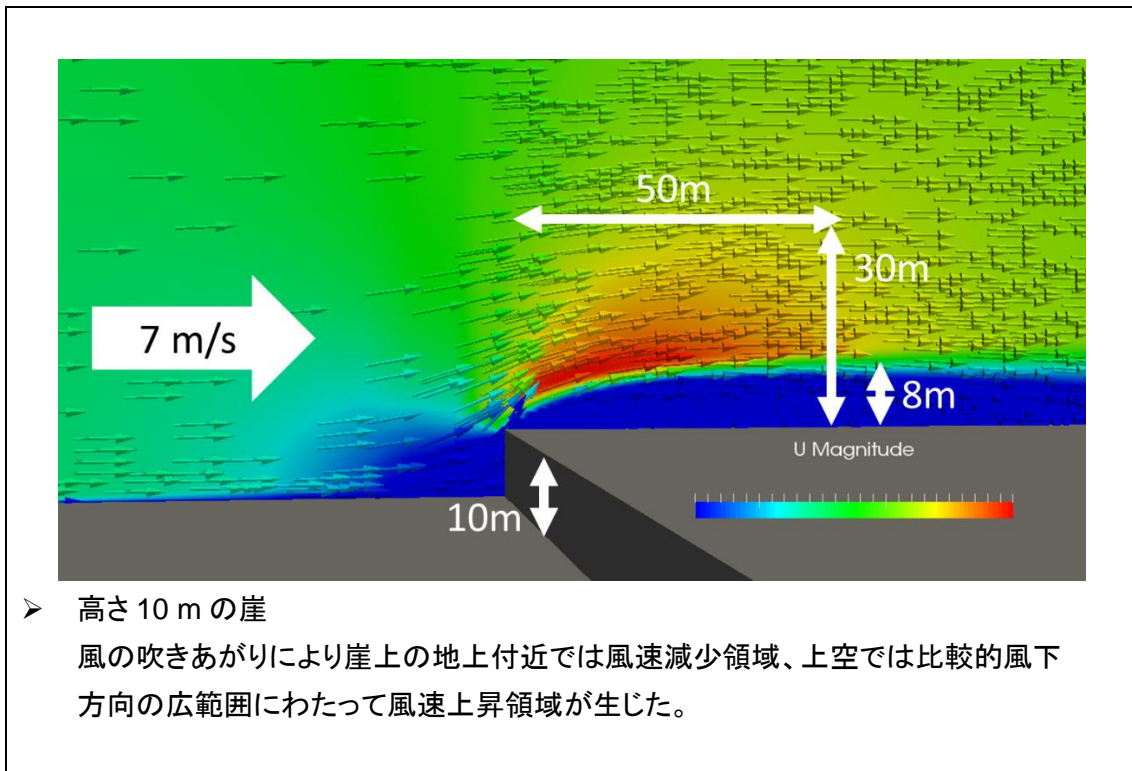 50m
30m
7 m/s
8m
U Magnitude
10m
➢ 高さ 10 m の崖
風の吹きあがりにより崖上の地上付近では風速減少領域、上空では比較的風下
方向の広範囲にわたって風速上昇領域が生じた。